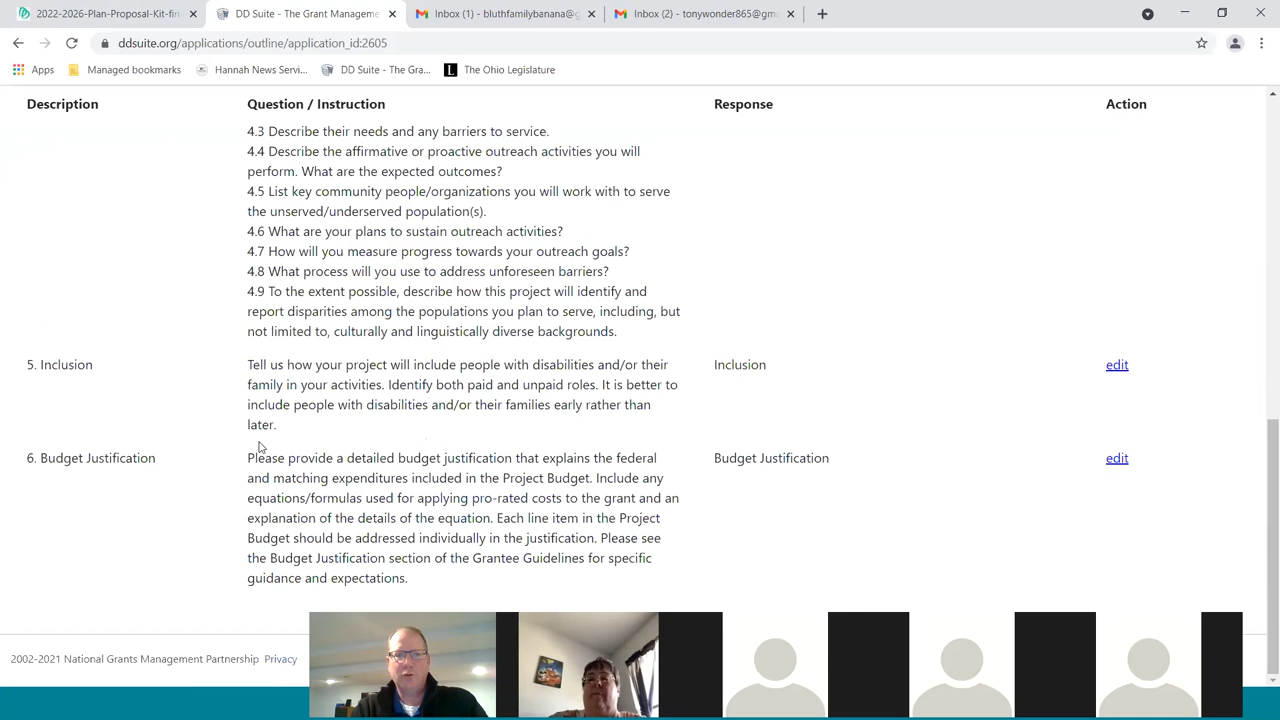 2022-2026-Plan-Proposal-Kit-fin
DD Suite - The Grant Manageme
Inbox (1) - bluthfamilybanana@g
Inbox (2) - tonywonder865@gm
ddsuite.org/applications/outline/application_id:2605
Apps
Managed bookmarks
Hannah News Servi...
DD Suite - The Gra...
L The Ohio Legislature
Description
Question / Instruction
Response
Action
4.3 Describe their needs and any barriers to service.
4.4 Describe the affirmative or proactive outreach activities you will
perform. What are the expected outcomes?
4.5 List key community people/organizations you will work with to serve
the unserved/underserved population(s).
4.6 What are your plans to sustain outreach activities?
4.7 How will you measure progress towards your outreach goals?
4.8 What process will you use to address unforeseen barriers?
4.9 To the extent possible, describe how this project will identify and
report disparities among the populations you plan to serve, including, but
not limited to, culturally and linguistically diverse backgrounds.
5. Inclusion
Tell us how your project will include people with disabilities and/or their
family in your activities. Identify both paid and unpaid roles. It is better to
include people with disabilities and/or their families early rather than
later.
Inclusion
edit
6. Budget Justification
Please provide a detailed budget justification that explains the federal
and matching expenditures included in the Project Budget. Include any
equations/formulas used for applying pro-rated costs to the grant and an
explanation of the details of the equation. Each line item in the Project
Budget should be addressed individually in the justification. Please see
the Budget Justification section of the Grantee Guidelines for specific
guidance and expectations.
Budget Justification
edit
2002-2021 National Grants Management Partnership Privacy